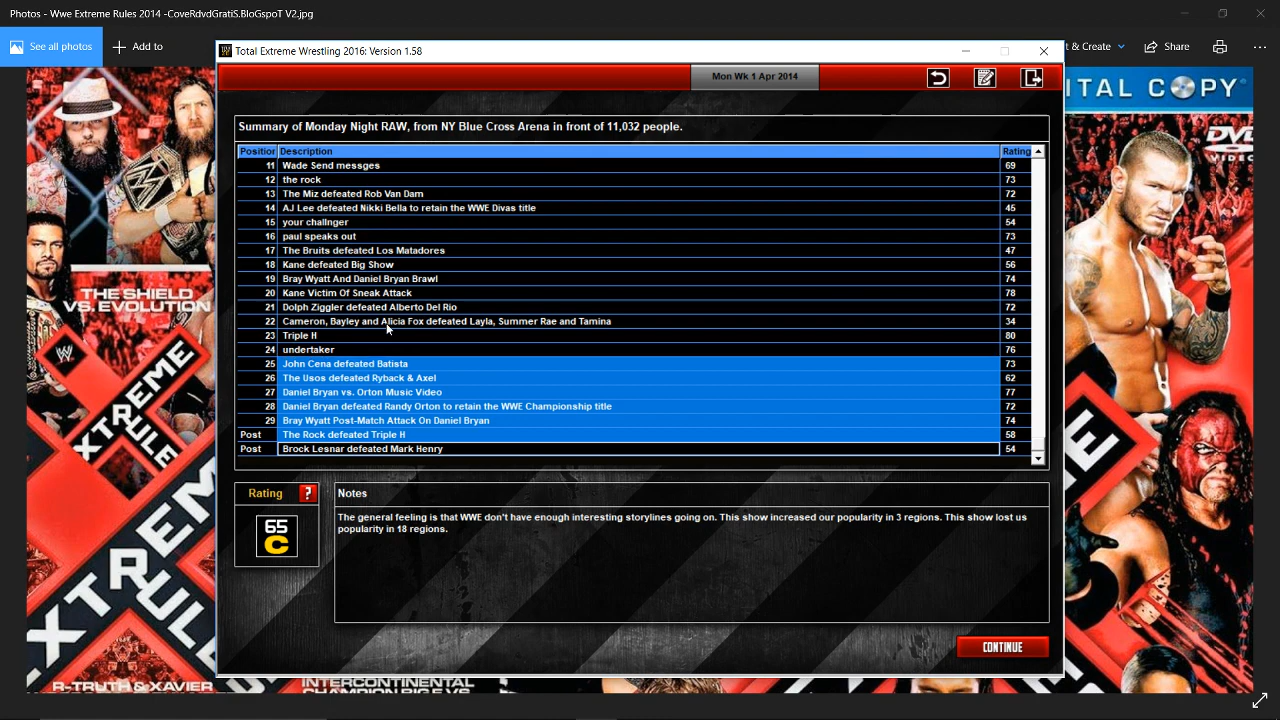 Photos - Wwe Extreme Rules 2014 -CoveRdvdGratiS.BloGspoT V2.jpg
See all photos
Add to
t & Create
Share
Total Extreme Wrestling 2016: Version 1.58
Mon Wk 1 Apr 2014
ITAL COPY
DVD
VIDEO
Summary of Monday Night RAW, from NY Blue Cross Arena in front of 11,032 people.
Position Description Rating
11 Wade Send messges 69
12 the rock 73
13 The Miz defeated Rob Van Dam 72
14 AJ Lee defeated Nikki Bella to retain the WWE Divas title 45
15 your challnger 54
16 paul speaks out 73
17 The Bruits defeated Los Matadores 47
18 Kane defeated Big Show 56
19 Bray Wyatt And Daniel Bryan Brawl 74
20 Kane Victim Of Sneak Attack 78
21 Dolph Ziggler defeated Alberto Del Rio 72
22 Cameron, Bayley and Alicia Fox defeated Layla, Summer Rae and Tamina 34
23 Triple H 80
24 undertaker 76
25 John Cena defeated Batista 73
26 The Usos defeated Ryback & Axel 62
27 Daniel Bryan vs. Orton Music Video 77
28 Daniel Bryan defeated Randy Orton to retain the WWE Championship title 72
29 Bray Wyatt Post-Match Attack On Daniel Bryan 74
Post The Rock defeated Triple H 58
Post Brock Lesnar defeated Mark Henry 54
THE SHIELD
VS. EVOLUTION
EXTREME
RULES
Rating ?
65
C
Notes
The general feeling is that WWE don't have enough interesting storylines going on. This show increased our popularity in 3 regions. This show lost us
popularity in 18 regions.
CONTINUE
EXTREME
RULES
R-TRUTH & XAVIER
INTERCONTINENTAL
CHAMPION BIG E VS